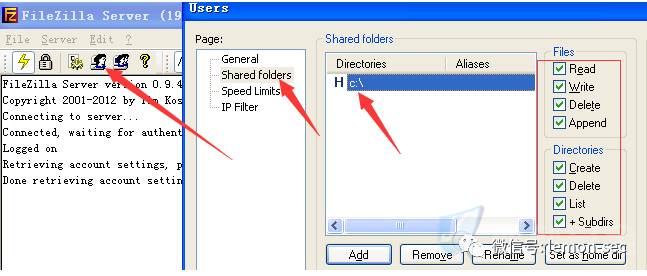 FileZilla Server (19
File Server Edit ?
FileZilla Server version 0.9.4
Copyright 2001-2012 by Tim Kos
Connecting to server...
Connected, waiting for authent
Logged on
Retrieving account settings, p
Done retrieving account settin
Users
Page:
General
Shared folders
Speed Limits
IP Filter
Shared folders
Directories Aliases
H c:\
Add Remove Rename Set as home dir
Files
Read
Write
Delete
Append
Directories
Create
Delete
List
+ Subdirs
微信号: lemon-sec